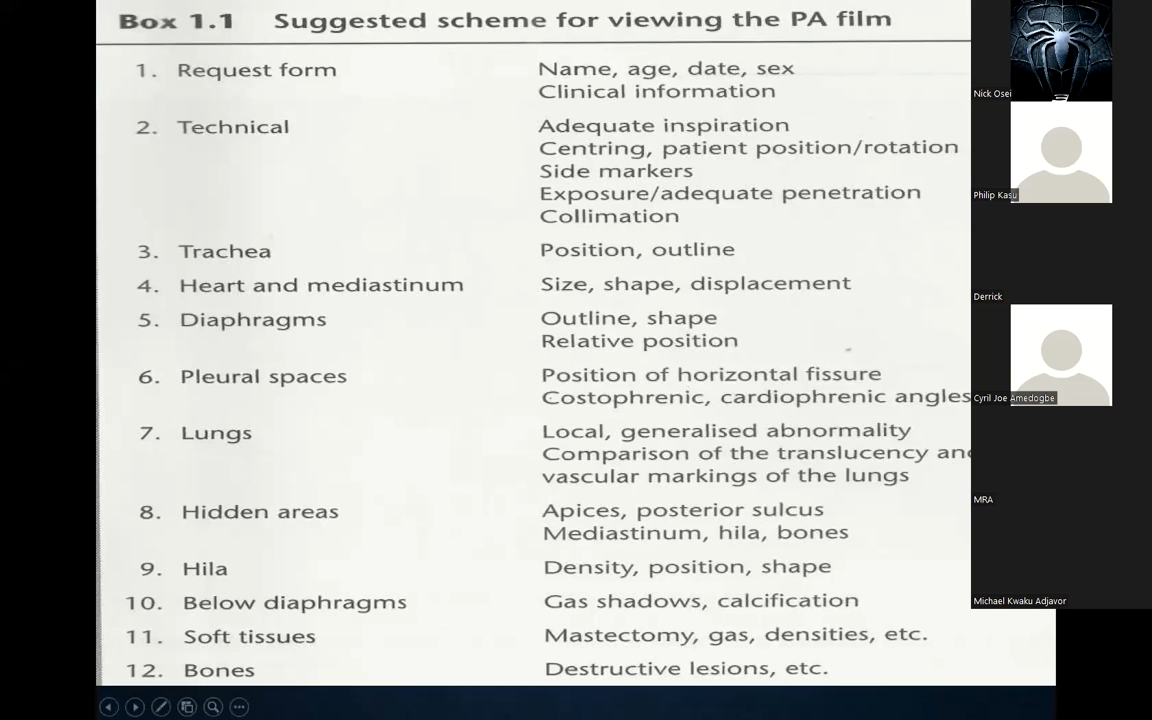 Box 1.1 Suggested scheme for viewing the PA film
1. Request form Name, age, date, sex
Clinical information
2. Technical Adequate inspiration
Centring, patient position/rotation
Side markers
Exposure/adequate penetration
Collimation
3. Trachea Position, outline
4. Heart and mediastinum Size, shape, displacement
5. Diaphragms Outline, shape
Relative position
6. Pleural spaces Position of horizontal fissure
Costophrenic, cardiophrenic angles
7. Lungs Local, generalised abnormality
Comparison of the translucency
vascular markings of the lungs
8. Hidden areas Apices, posterior sulcus
Mediastinum, hila, bones
9. Hila Density, position, shape
10. Below diaphragms Gas shadows, calcification
11. Soft tissues Mastectomy, gas, densities, etc.
12. Bones Destructive lesions, etc.
Nick Osei
Philip Kasu
Derrick
Cyril Joe Amedogbe
MRA
Michael Kwaku Adjavor